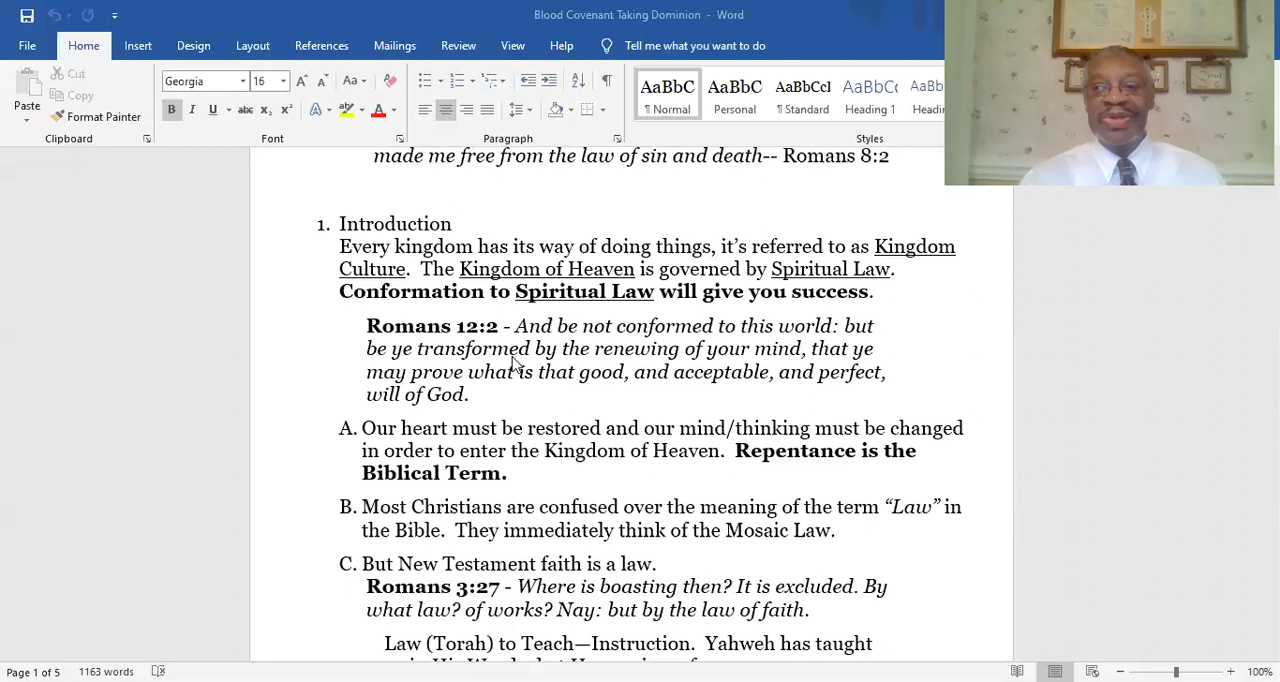 Blood Covenant Taking Dominion - Word
File Home Insert Design Layout References Mailings Review View Help Tell me what you want to do
Paste
Cut
Copy
Format Painter
Clipboard
Georgia 16
Font
Paragraph
AaBbC AaBbC AaBbCcI AaBbC AaBb
¶ Normal Personal ¶ Standard Heading 1 Headin
Styles
made me free from the law of sin and death-- Romans 8:2
1. Introduction
Every kingdom has its way of doing things, it's referred to as Kingdom
Culture. The Kingdom of Heaven is governed by Spiritual Law.
Conformation to Spiritual Law will give you success.
Romans 12:2 - And be not conformed to this world: but
be ye transformed by the renewing of your mind, that ye
may prove what is that good, and acceptable, and perfect,
will of God.
A. Our heart must be restored and our mind/thinking must be changed
in order to enter the Kingdom of Heaven. Repentance is the
Biblical Term.
B. Most Christians are confused over the meaning of the term “Law” in
the Bible. They immediately think of the Mosaic Law.
C. But New Testament faith is a law.
Romans 3:27 - Where is boasting then? It is excluded. By
what law? of works? Nay: but by the law of faith.
Law (Torah) to Teach—Instruction. Yahweh has taught
Page 1 of 5 1163 words 100%